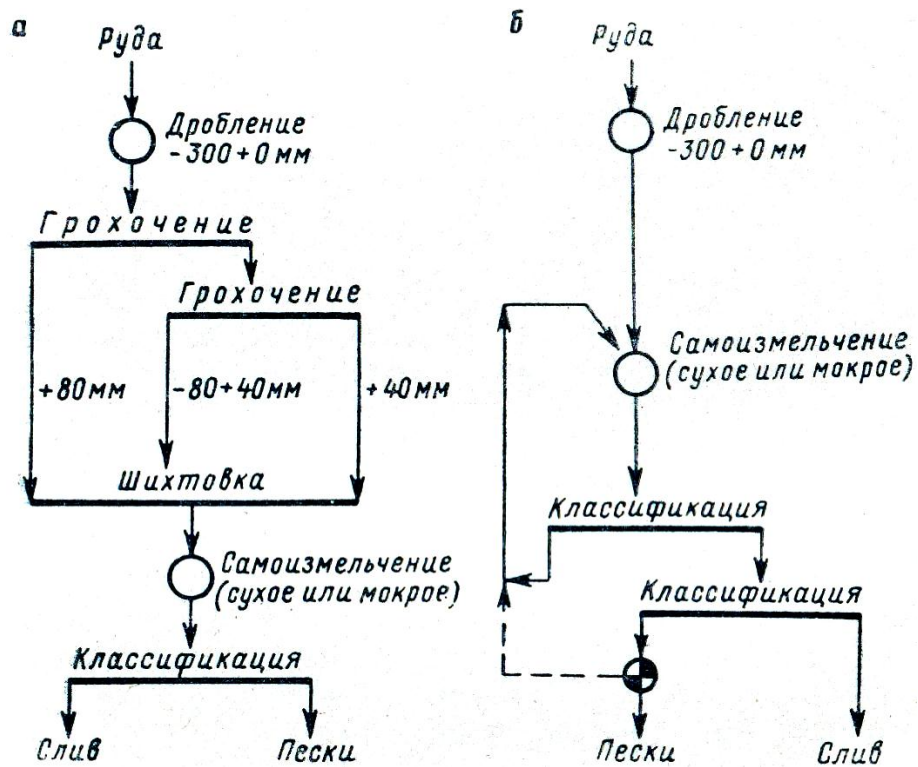 а
Руда
Дробление
-300+0 мм
Грохочение
Грохочение
+80мм
-80+40мм
+40мм
Шихтовка
Самоизмельчение
(сухое или мокрое)
Классификация
Слив
Пески
б
Руда
Дробление
-300+0 мм
Самоизмельчение
(сухое или мокрое)
Классификация
Классификация
Пески
Слив